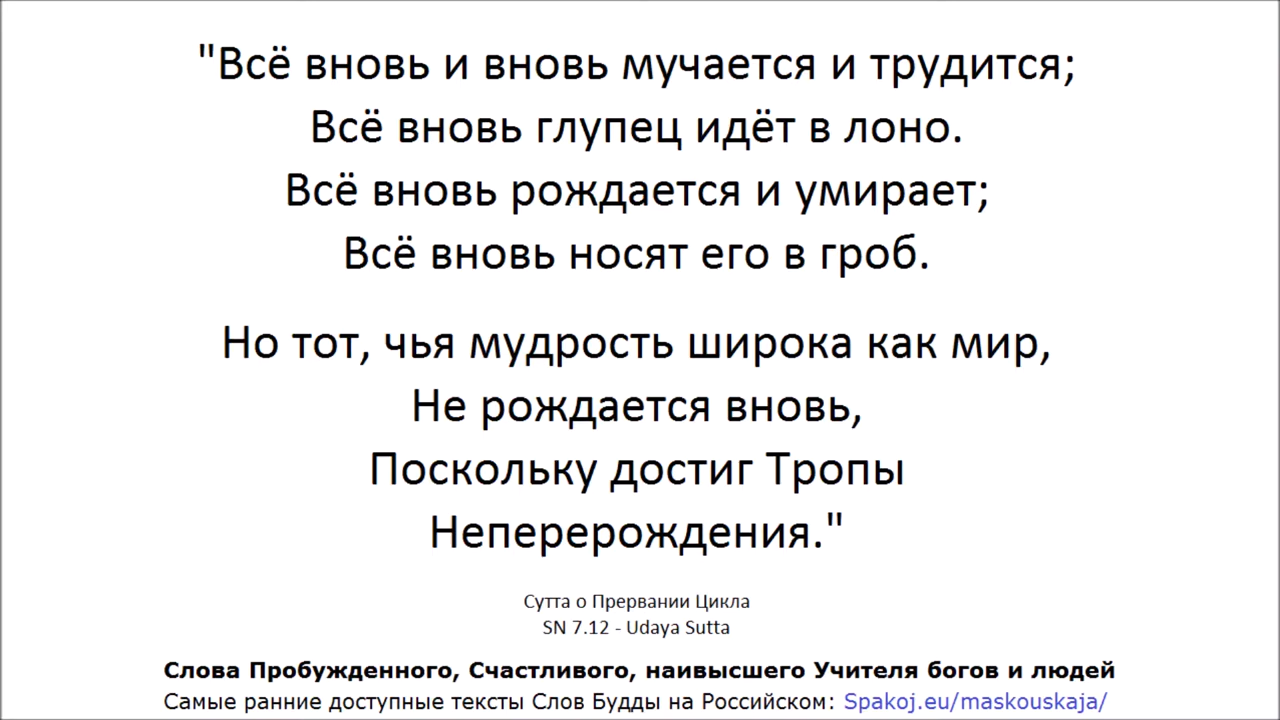 "Всё вновь и вновь мучается и трудится;
Всё вновь глупец идёт в лоно.
Всё вновь рождается и умирает;
Всё вновь носят его в гроб.
Но тот, чья мудрость широка как мир,
Не рождается вновь,
Поскольку достиг Тропы
Неперерождения."
Сутта о Прервании Цикла
SN 7.12 - Udaya Sutta
Слова Пробужденного, Счастливого, наивысшего Учителя богов и людей
Самые ранние доступные тексты Слов Будды на Российском: Spakoj.eu/maskouskaja/